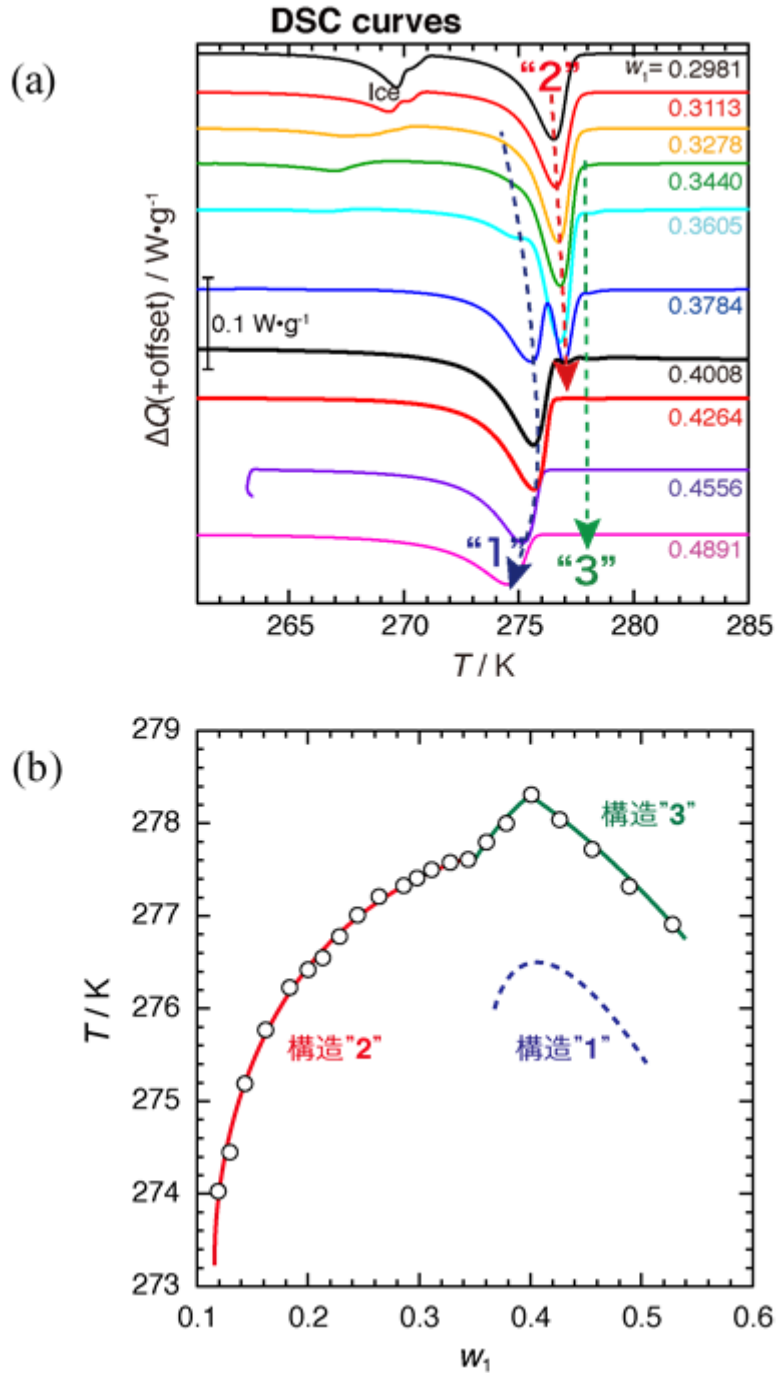 DSC curves
(a)
Ice
“2”
w₁= 0.2981
0.3113
0.3278
0.3440
0.3605
0.3784
0.4008
0.4264
0.4556
0.4891
0.1 W•g⁻¹
“1”
“3”
ΔQ(+offset) / W•g⁻¹
265 270 275 280 285
T / K
(b)
279
278
277
276
275
274
273
T / K
構造”3”
構造”2”
構造”1”
0.1 0.2 0.3 0.4 0.5 0.6
w₁